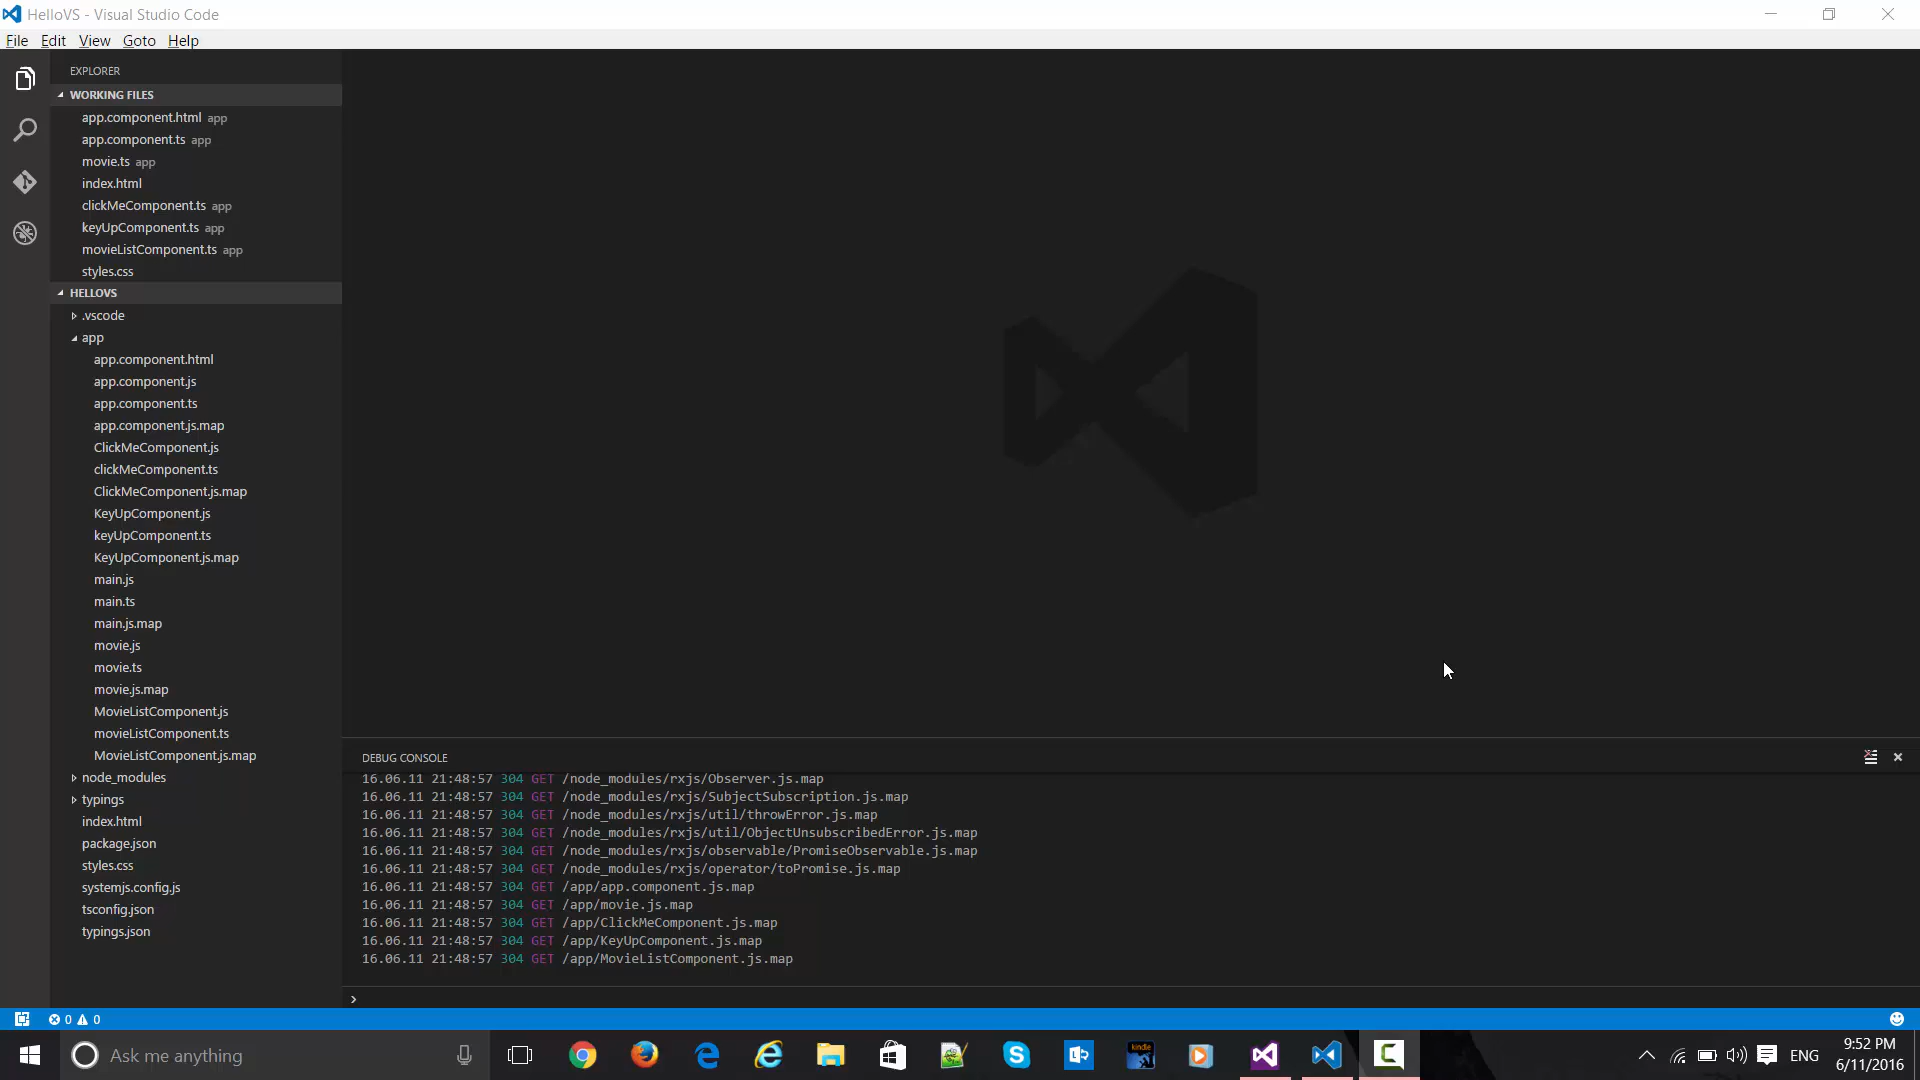 HelloVS - Visual Studio Code
File Edit View Goto Help
EXPLORER
WORKING FILES
app.component.html app
app.component.ts app
movie.ts app
index.html
clickMeComponent.ts app
keyUpComponent.ts app
movieListComponent.ts app
styles.css
HELLOVS
.vscode
app
app.component.html
app.component.js
app.component.ts
app.component.js.map
ClickMeComponent.js
clickMeComponent.ts
ClickMeComponent.js.map
KeyUpComponent.js
keyUpComponent.ts
KeyUpComponent.js.map
main.js
main.ts
main.js.map
movie.js
movie.ts
movie.js.map
MovieListComponent.js
movieListComponent.ts
MovieListComponent.js.map
node_modules
typings
index.html
package.json
styles.css
systemjs.config.js
tsconfig.json
typings.json
DEBUG CONSOLE
16.06.11 21:48:57 304 GET /node_modules/rxjs/Observer.js.map
16.06.11 21:48:57 304 GET /node_modules/rxjs/SubjectSubscription.js.map
16.06.11 21:48:57 304 GET /node_modules/rxjs/util/throwError.js.map
16.06.11 21:48:57 304 GET /node_modules/rxjs/util/ObjectUnsubscribedError.js.map
16.06.11 21:48:57 304 GET /node_modules/rxjs/observable/PromiseObservable.js.map
16.06.11 21:48:57 304 GET /node_modules/rxjs/operator/toPromise.js.map
16.06.11 21:48:57 304 GET /app/app.component.js.map
16.06.11 21:48:57 304 GET /app/movie.js.map
16.06.11 21:48:57 304 GET /app/ClickMeComponent.js.map
16.06.11 21:48:57 304 GET /app/KeyUpComponent.js.map
16.06.11 21:48:57 304 GET /app/MovieListComponent.js.map
0 0
Ask me anything
kindle
ENG
9:52 PM
6/11/2016